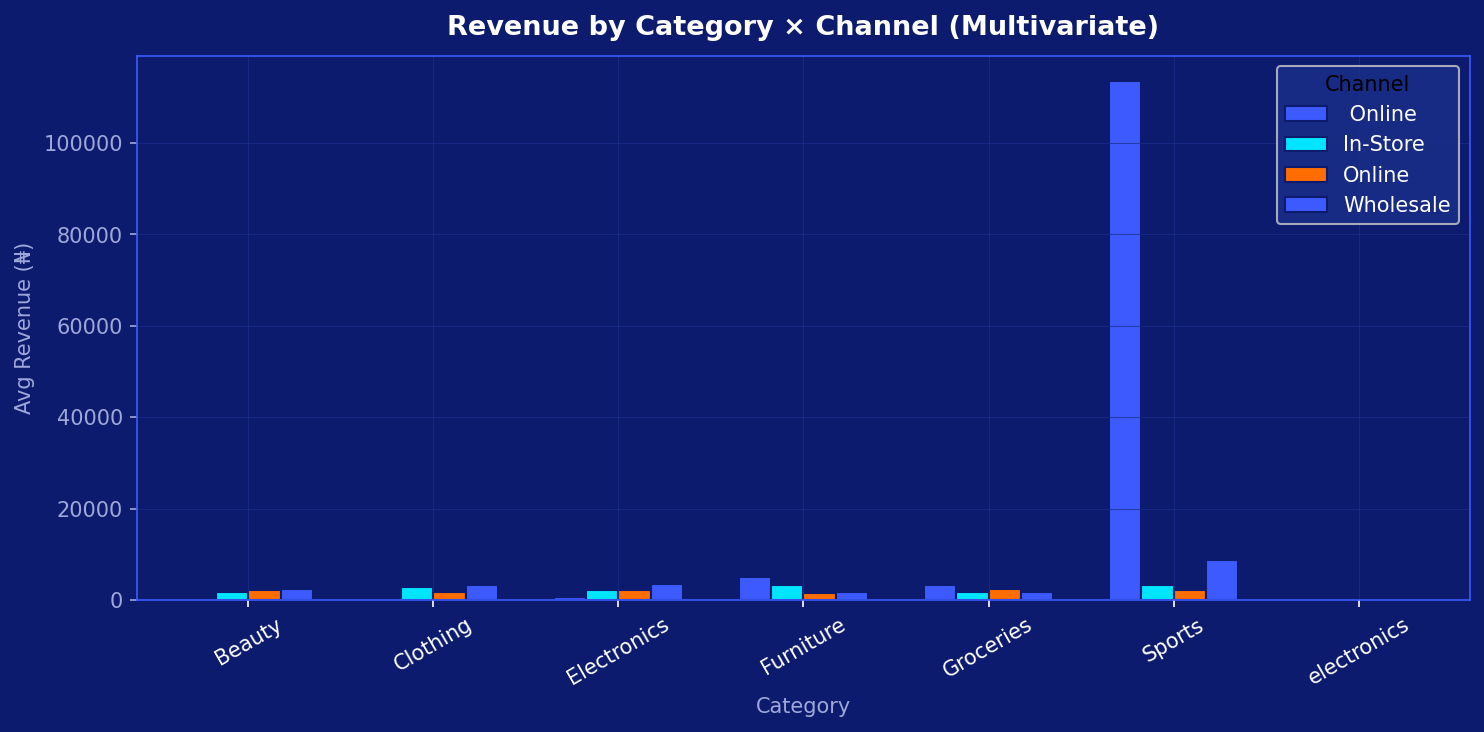 Revenue by Category × Channel (Multivariate)
Avg Revenue (₦)
100000
80000
60000
40000
20000
0
Channel
 Online
In-Store
Online
Wholesale
Beauty
Clothing
Electronics
Furniture
Groceries
Sports
electronics
Category